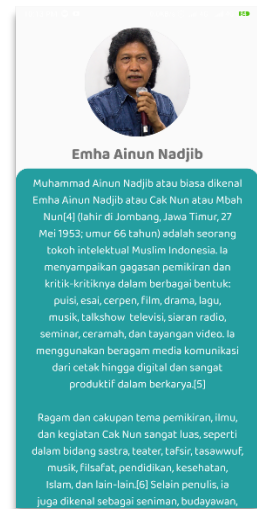 Emha Ainun Nadjib
Muhammad Ainun Nadjib atau biasa dikenal
Emha Ainun Nadjib atau Cak Nun atau Mbah
Nun[4] (lahir di Jombang, Jawa Timur, 27
Mei 1953; umur 66 tahun) adalah seorang
tokoh intelektual Muslim Indonesia. Ia
menyampaikan gagasan pemikiran dan
kritik-kritiknya dalam berbagai bentuk:
puisi, esai, cerpen, film, drama, lagu,
musik, talkshow televisi, siaran radio,
seminar, ceramah, dan tayangan video. Ia
menggunakan beragam media komunikasi
dari cetak hingga digital dan sangat
produktif dalam berkarya.[5]
Ragam dan cakupan tema pemikiran, ilmu,
dan kegiatan Cak Nun sangat luas, seperti
dalam bidang sastra, teater, tafsir, tasawwuf,
musik, filsafat, pendidikan, kesehatan,
Islam, dan lain-lain.[6] Selain penulis, ia
juga dikenal sebagai seniman, budayawan,